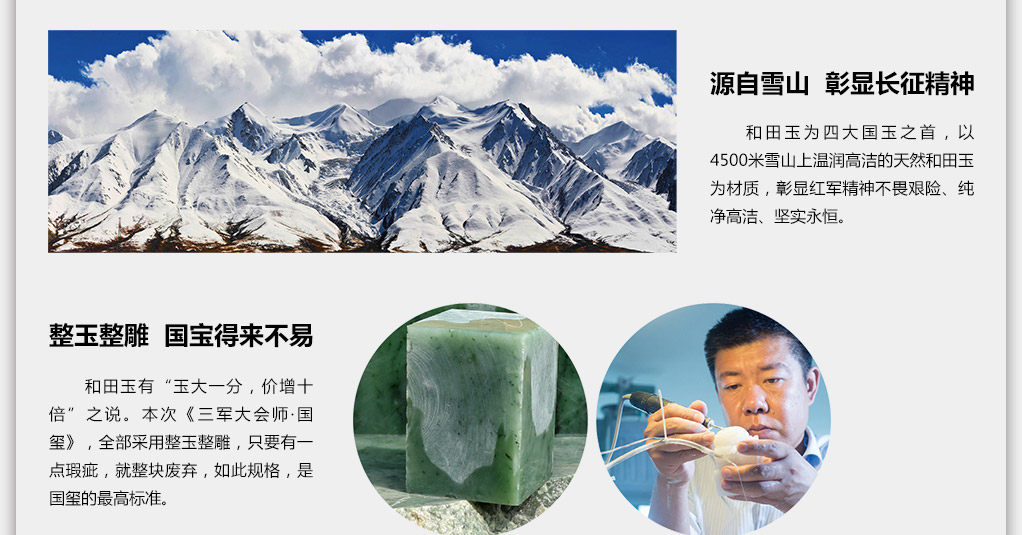 源自雪山 彰显长征精神
和田玉为四大国玉之首，以
4500米雪山上温润高洁的天然和田玉
为材质，彰显红军精神不畏艰险、纯
净高洁、坚实永恒。
整玉整雕 国宝得来不易
和田玉有“玉大一分，价增十
倍”之说。本次《三军大会师·国
玺》，全部采用整玉整雕，只要有一
点瑕疵，就整块废弃，如此规格，是
国玺的最高标准。